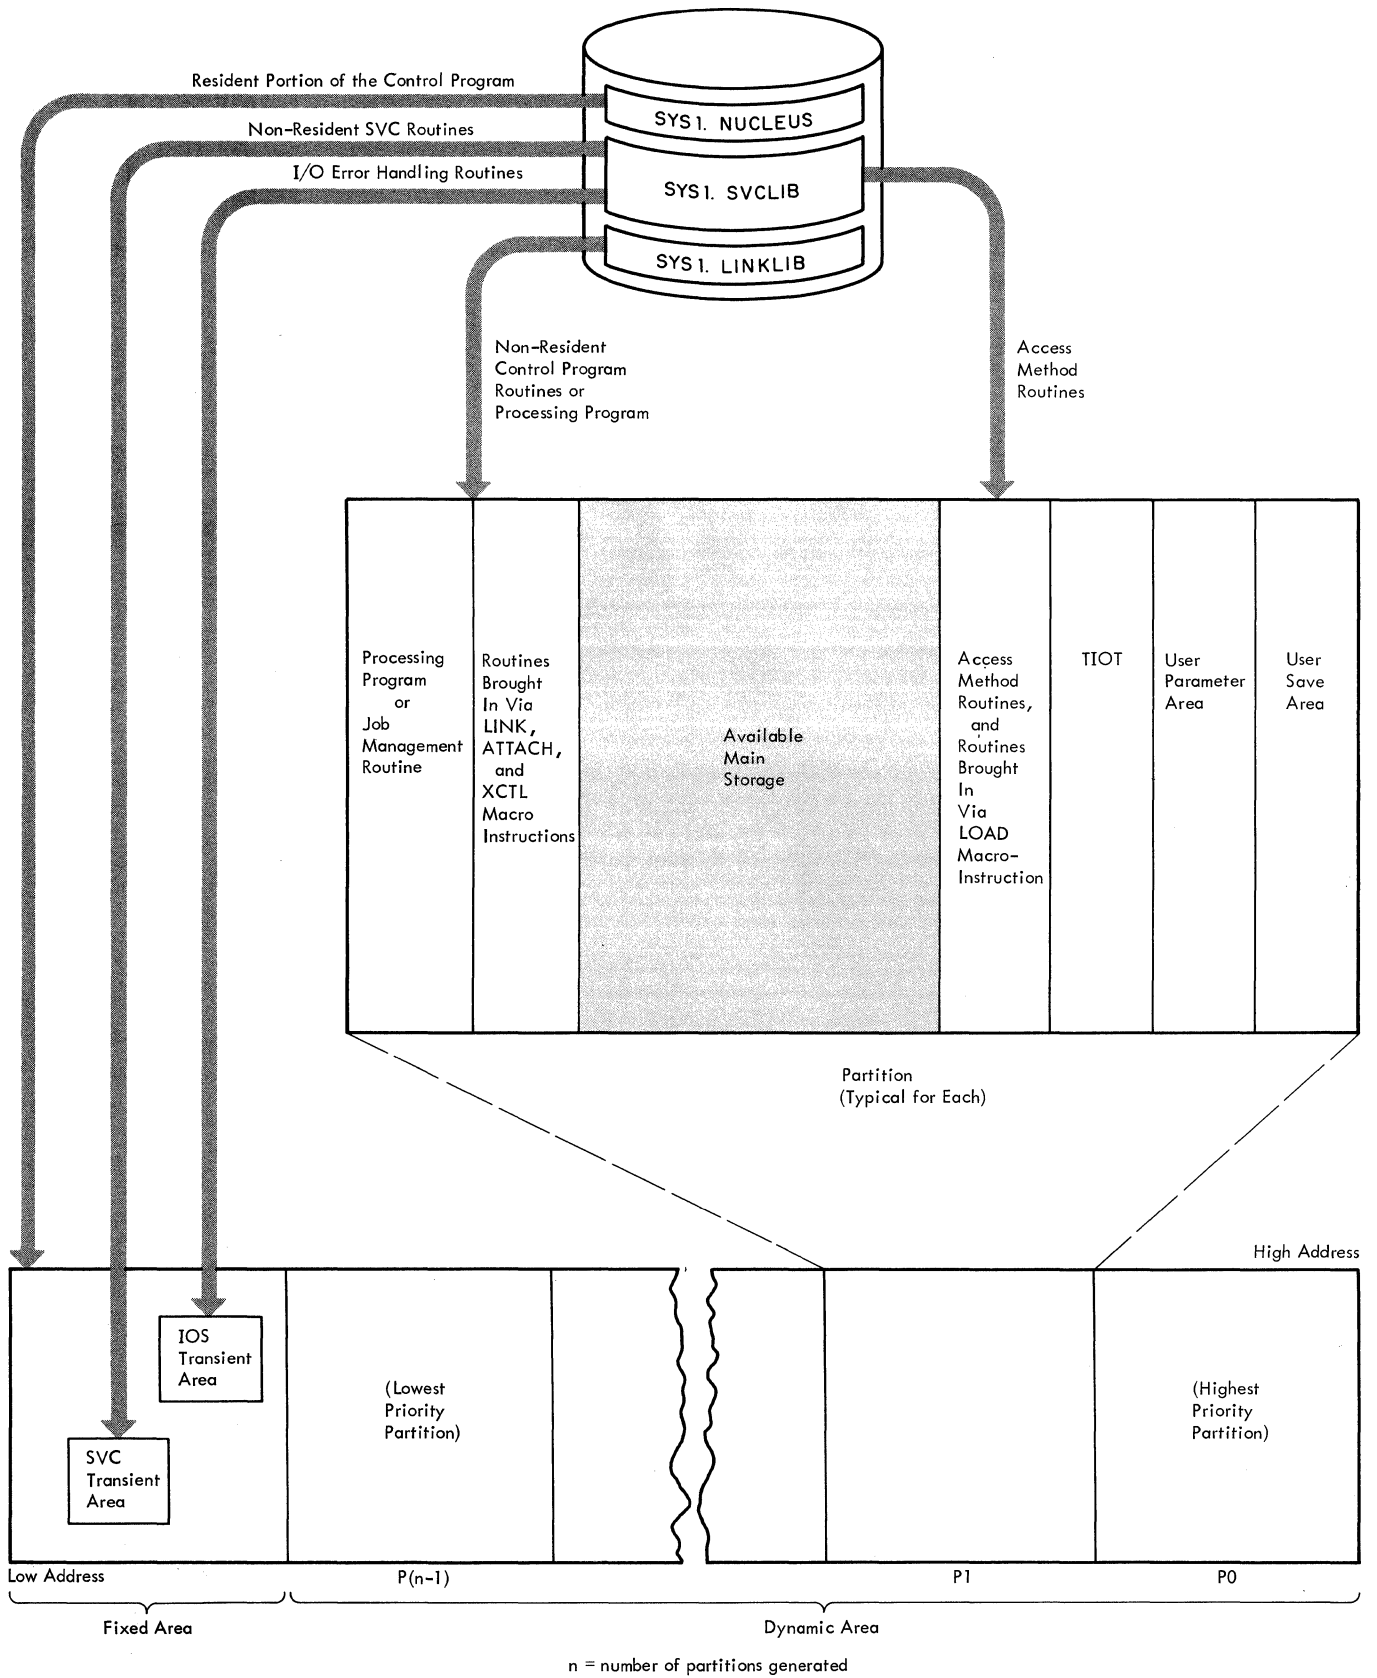 Resident Portion of the Control Program
Non-Resident SVC Routines
I/O Error Handling Routines
SYS1. NUCLEUS
SYS1. SVCLIB
SYS1. LINKLIB
Non-Resident
Control Program
Routines or
Processing Program
Access
Method
Routines
Processing
Program
or
Job
Management
Routine
Routines
Brought
In Via
LINK,
ATTACH,
and
XCTL
Macro
Instructions
Available
Main
Storage
Access
Method
Routines,
and
Routines
Brought
In
Via
LOAD
Macro-
Instruction
TIOT
User
Parameter
Area
User
Save
Area
Partition
(Typical for Each)
High Address
IOS
Transient
Area
SVC
Transient
Area
(Lowest
Priority
Partition)
(Highest
Priority
Partition)
Low Address
P(n-1)
P1
P0
Fixed Area
Dynamic Area
n = number of partitions generated